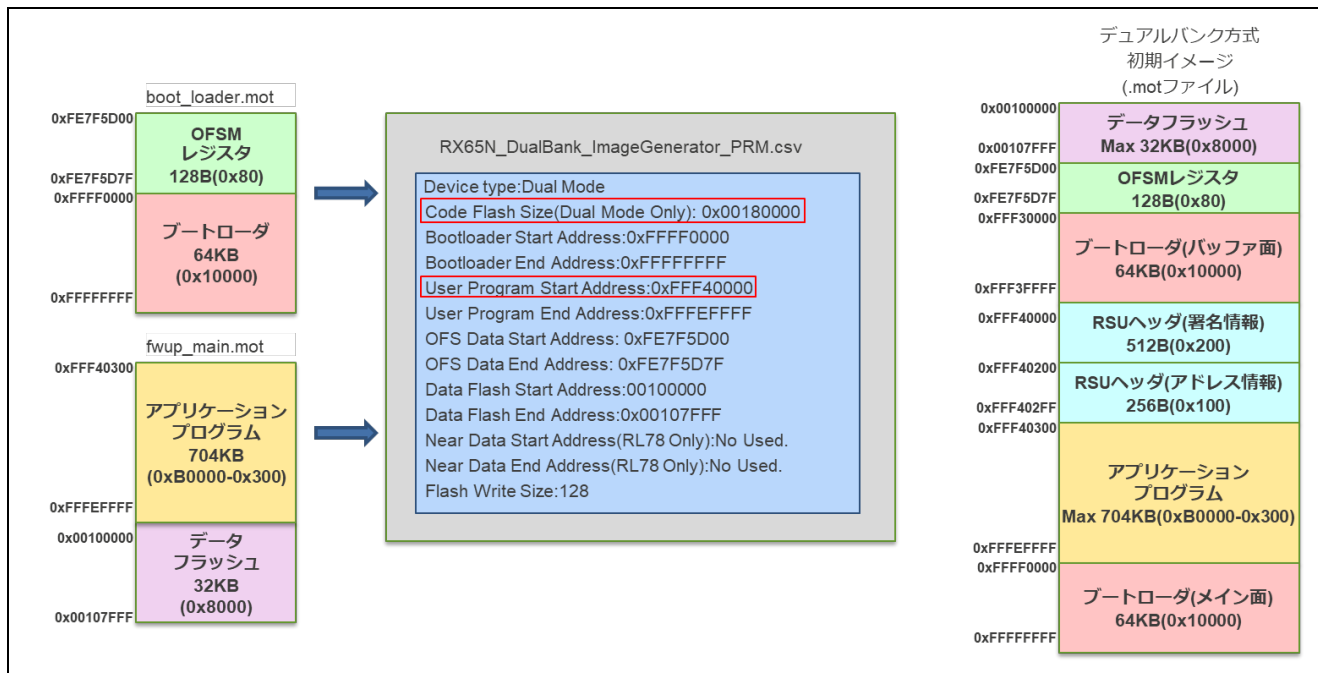 boot_loader.mot
0xFE7F5D00
OFSM
レジスタ
128B(0x80)
0xFE7F5D7F
0xFFFF0000
ブートローダ
64KB
(0x10000)
0xFFFFFFFF
fwup_main.mot
0xFFF40300
アプリケーション
プログラム
704KB
(0xB0000-0x300)
0xFFFEFFFF
0x00100000
データ
フラッシュ
32KB
(0x8000)
0x00107FFF
RX65N_DualBank_ImageGenerator_PRM.csv
Device type:Dual Mode
Code Flash Size(Dual Mode Only): 0x00180000
Bootloader Start Address:0xFFFF0000
Bootloader End Address:0xFFFFFFFF
User Program Start Address:0xFFF40000
User Program End Address:0xFFFEFFFF
OFS Data Start Address:0xFE7F5D00
OFS Data End Address: 0xFE7F5D7F
Data Flash Start Address:00100000
Data Flash End Address:0x00107FFF
Near Data Start Address(RL78 Only):No Used.
Near Data End Address(RL78 Only):No Used.
Flash Write Size:128
デュアルバンク方式
初期イメージ
(.motファイル)
0x00100000
データフラッシュ
Max 32KB(0x8000)
0x00107FFF
0xFE7F5D00
OFSMレジスタ
128B(0x80)
0xFE7F5D7F
0xFFF30000
ブートローダ(バッファ面)
64KB(0x10000)
0xFFF3FFFF
0xFFF40000
RSUヘッダ(署名情報)
512B(0x200)
0xFFF40200
RSUヘッダ(アドレス情報)
256B(0x100)
0xFFF402FF
0xFFF40300
アプリケーション
プログラム
Max 704KB(0xB0000-0x300)
0xFFFEFFFF
0xFFFF0000
ブートローダ(メイン面)
64KB(0x10000)
0xFFFFFFFF